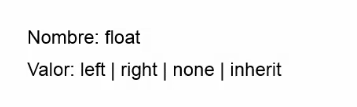 Nombre: float
Valor: left | right | none | inherit